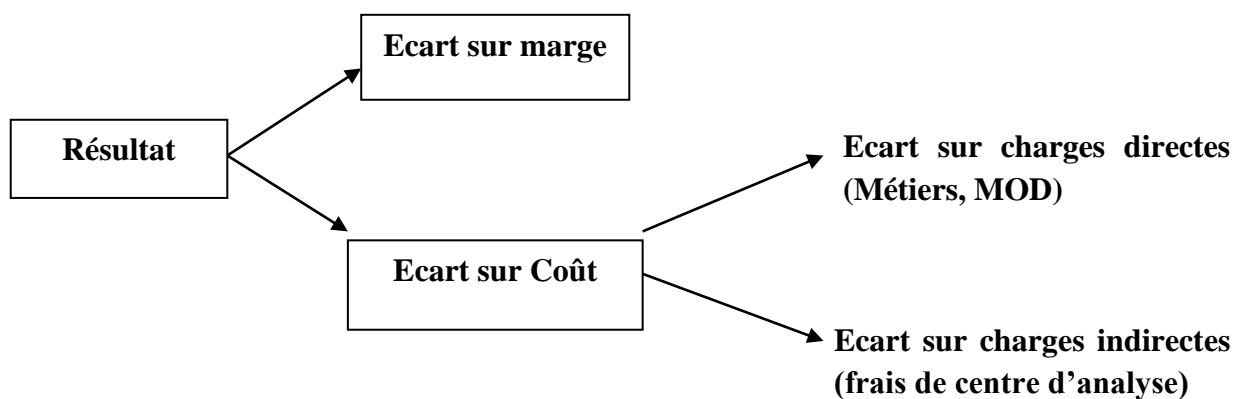 Ecart sur marge
Résultat
Ecart sur charges directes
(Métiers, MOD)
Ecart sur Coût
Ecart sur charges indirectes
(frais de centre d’analyse)